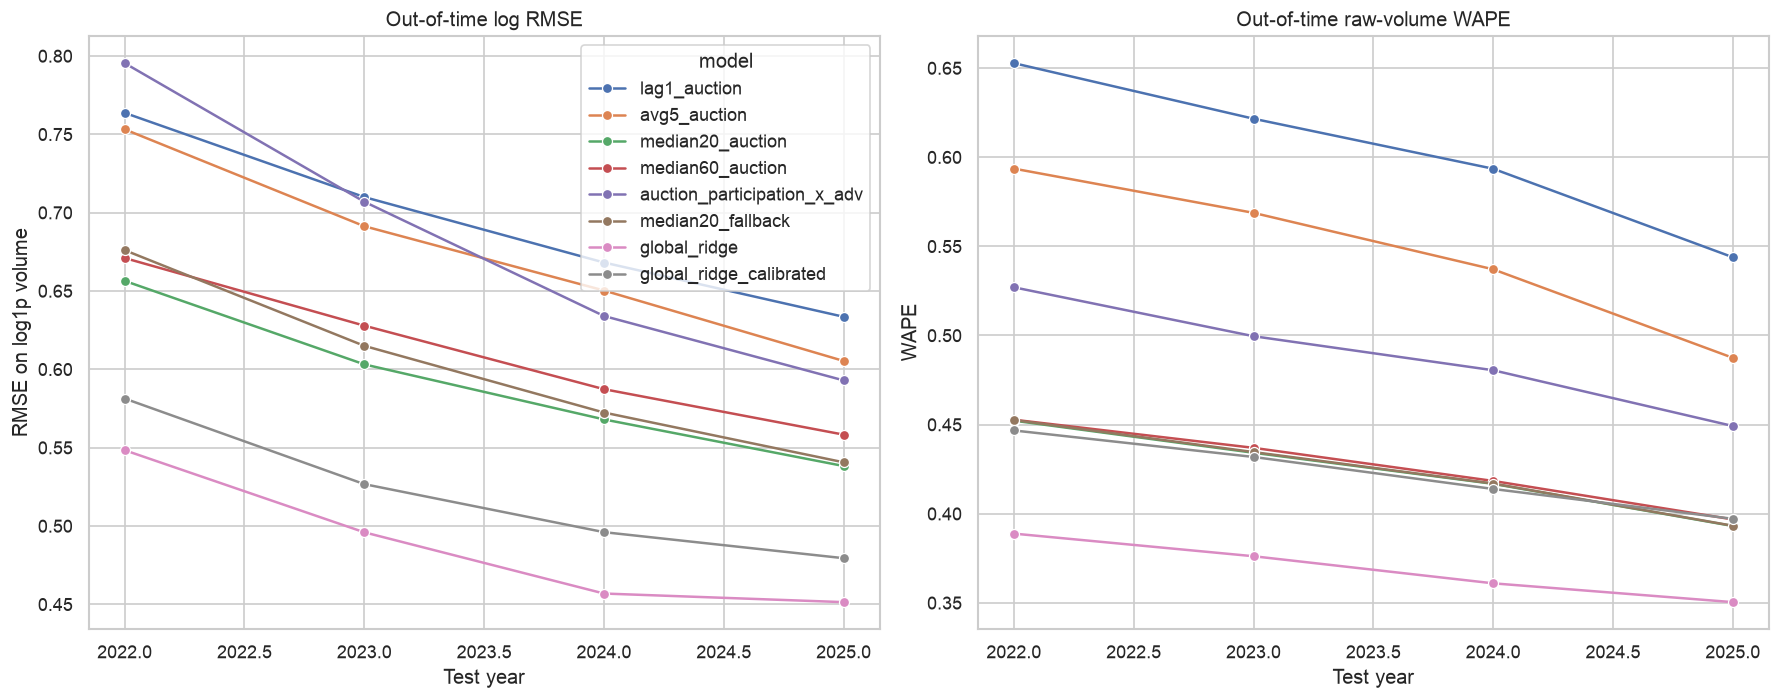 Out-of-time log RMSE
RMSE on log1p volume
0.80
0.75
0.70
0.65
0.60
0.55
0.50
0.45
model
lag1_auction
avg5_auction
median20_auction
median60_auction
auction_participation_x_adv
median20_fallback
global_ridge
global_ridge_calibrated
2022.0 2022.5 2023.0 2023.5 2024.0 2024.5 2025.0
Test year
Out-of-time raw-volume WAPE
WAPE
0.65
0.60
0.55
0.50
0.45
0.40
0.35
2022.0 2022.5 2023.0 2023.5 2024.0 2024.5 2025.0
Test year